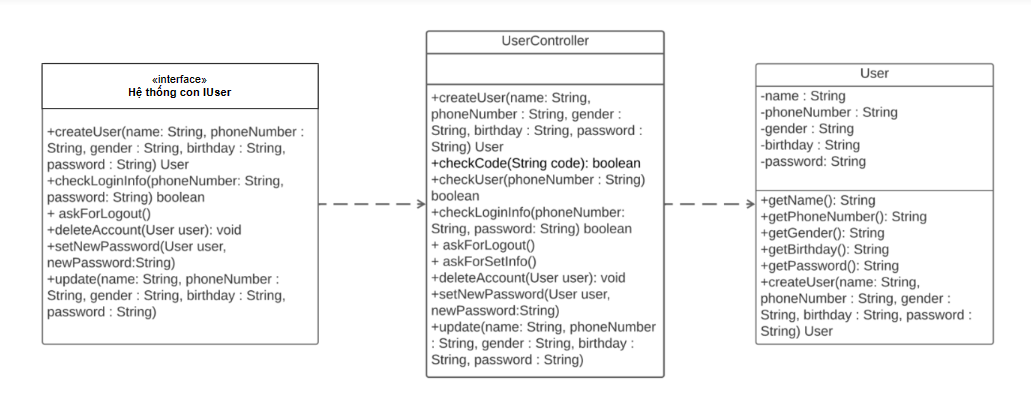 «interface»
Hệ thống con IUser
+createUser(name: String, phoneNumber :
String, gender : String, birthday : String,
password : String) User
+checkLoginInfo(phoneNumber: String,
password: String) boolean
+ askForLogout()
+deleteAccount(User user): void
+setNewPassword(User user,
newPassword:String)
+update(name: String, phoneNumber :
String, gender : String, birthday : String,
password : String)
UserController
+createUser(name: String,
phoneNumber : String, gender :
String, birthday : String, password :
String) User
+checkCode(String code): boolean
+checkUser(phoneNumber : String)
boolean
+checkLoginInfo(phoneNumber:
String, password: String) boolean
+ askForLogout()
+ askForSetInfo()
+deleteAccount(User user): void
+setNewPassword(User user,
newPassword:String)
+update(name: String, phoneNumber
: String, gender : String, birthday :
String, password : String)
User
-name : String
-phoneNumber : String
-gender : String
-birthday : String
-password: String
+getName(): String
+getPhoneNumber(): String
+getGender(): String
+getBirthday(): String
+getPassword(): String
+createUser(name: String,
phoneNumber : String, gender :
String, birthday : String, password :
String) User